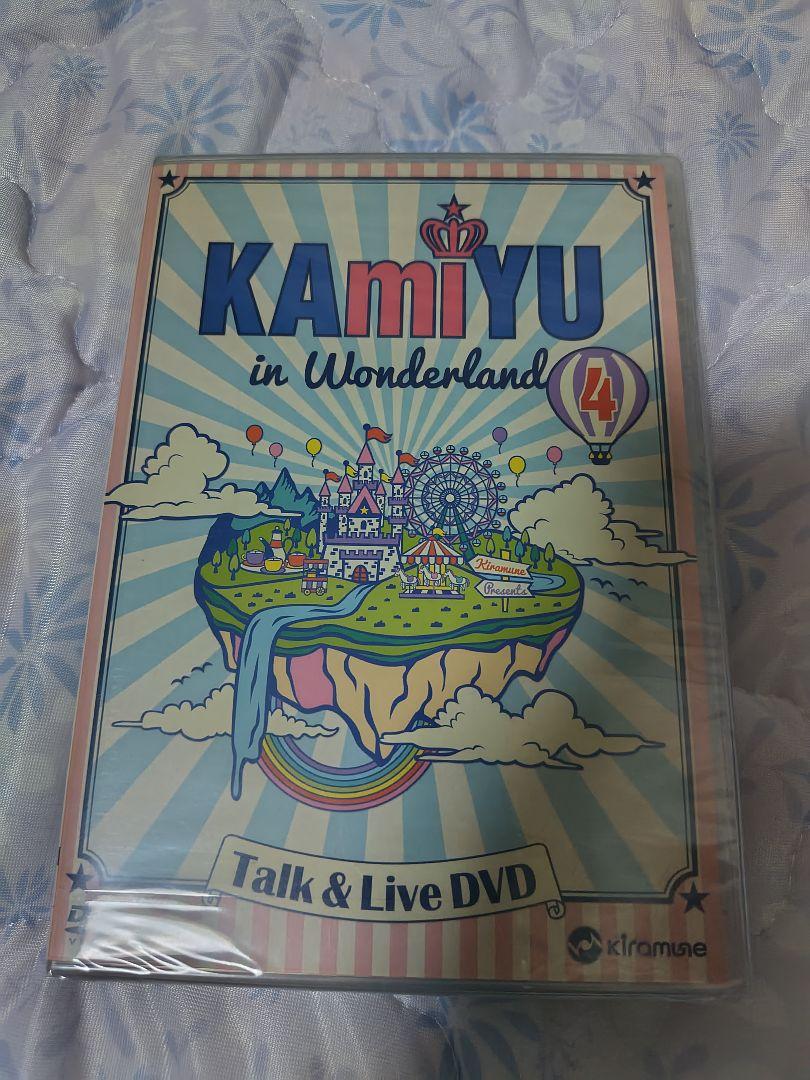 KAmiYU
in Wonderland
4
Kiramune
Presents
Talk & Live DVD
Kiramune